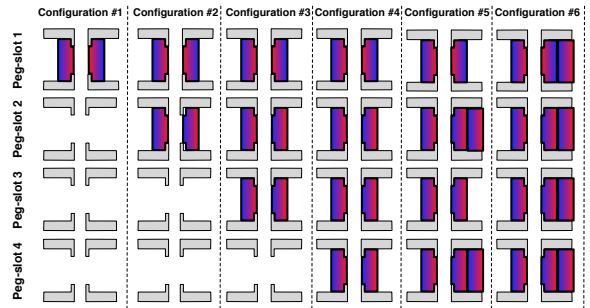 Configuration #1 Configuration #2 Configuration #3 Configuration #4 Configuration #5 Configuration #6
Peg-slot 1
Peg-slot 2
Peg-slot 3
Peg-slot 4